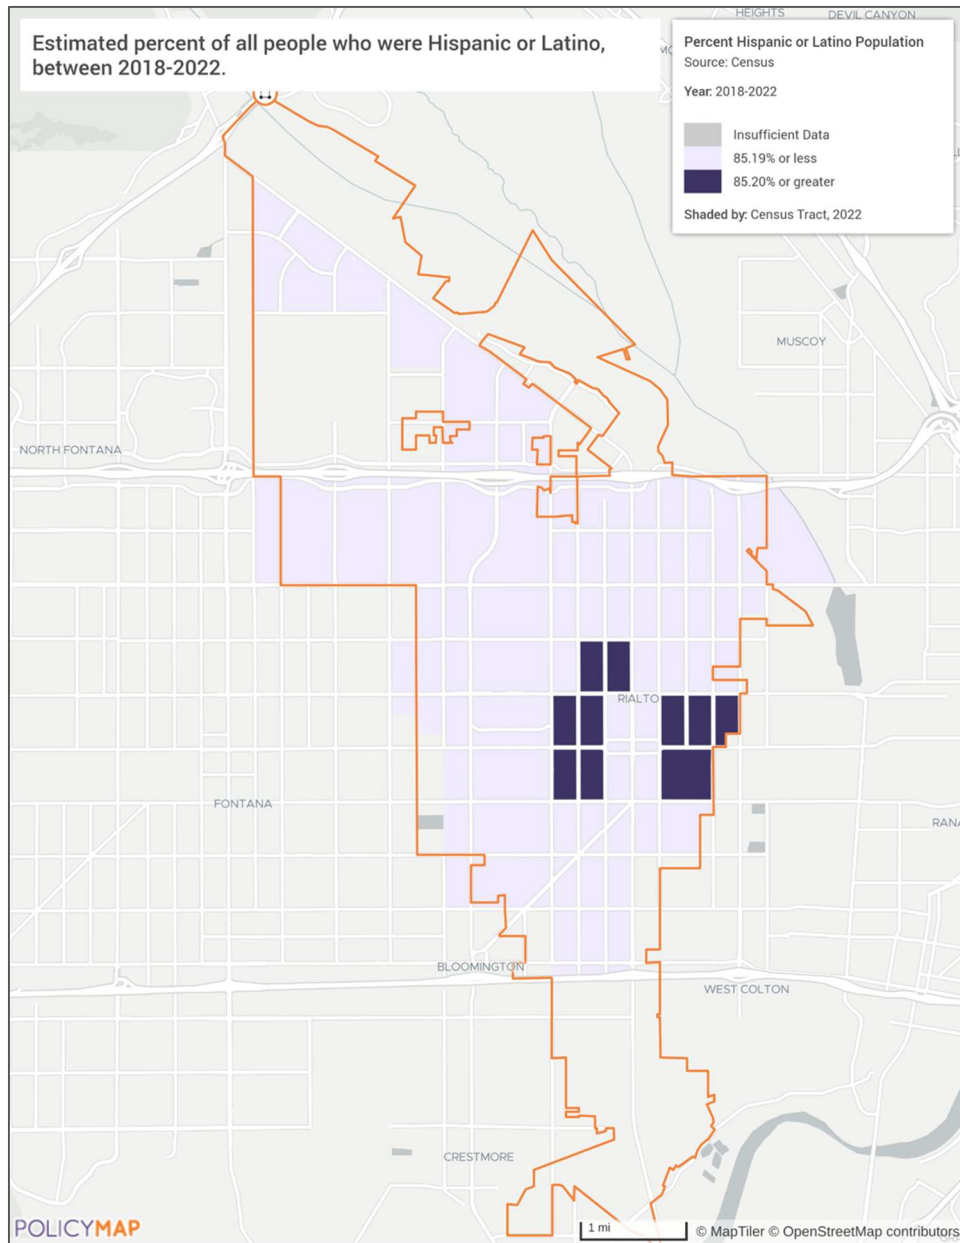 Estimated percent of all people who were Hispanic or Latino,
between 2018-2022.
Percent Hispanic or Latino Population
Source: Census
Year: 2018-2022
Insufficient Data
85.19% or less
85.20% or greater
Shaded by: Census Tract, 2022
HEIGHTS
DEVIL CANYON
MUSCOY
NORTH FONTANA
RIALTO
FONTANA
RANA
BLOOMINGTON
WEST COLTON
CRESTMORE
POLICYMAP
1 mi
© MapTiler © OpenStreetMap contributors